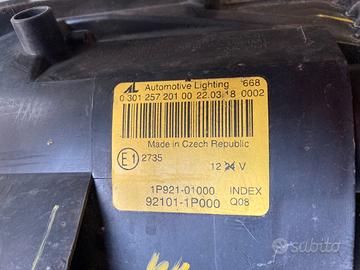 AL Automotive Lighting 668
0 301 257 201 00 22.03.18 0002
Made in Czech Republic
E1 2735
12 24 V
1P921-01000 INDEX
92101-1P000 Q08
subito